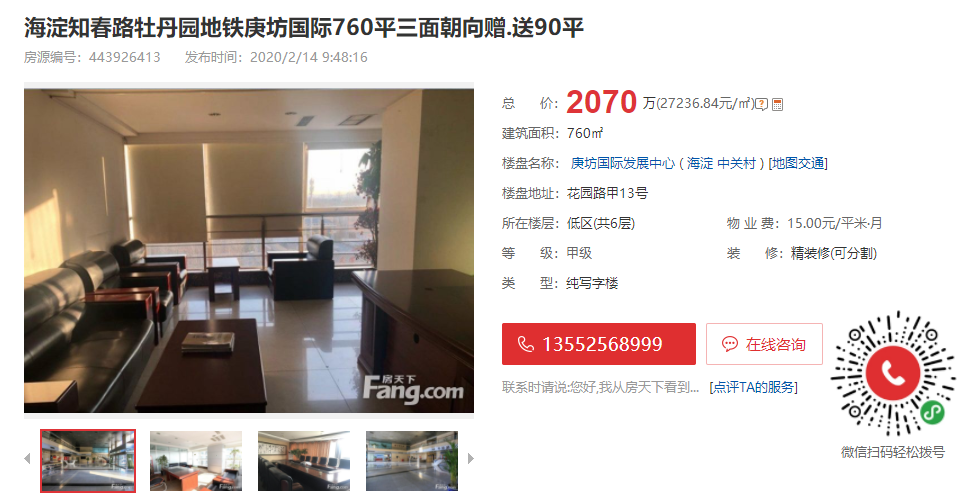 海淀知春路牡丹园地铁庚坊国际760平三面朝向赠.送90平
房源编号：443926413 发布时间：2020/2/14 9:48:16
总 价： 2070 万(27236.84元/㎡)
建筑面积： 760㎡
楼盘名称： 庚坊国际发展中心 ( 海淀 中关村 ) [地图交通]
楼盘地址： 花园路甲13号
所在楼层： 低区(共6层) 物 业 费： 15.00元/平米·月
等 级： 甲级 装 修： 精装修(可分割)
类 型： 纯写字楼
13552568999 在线咨询
联系时请说:您好,我从房天下看到... [点评TA的服务]
微信扫码轻松拨号
房天下
Fang.com